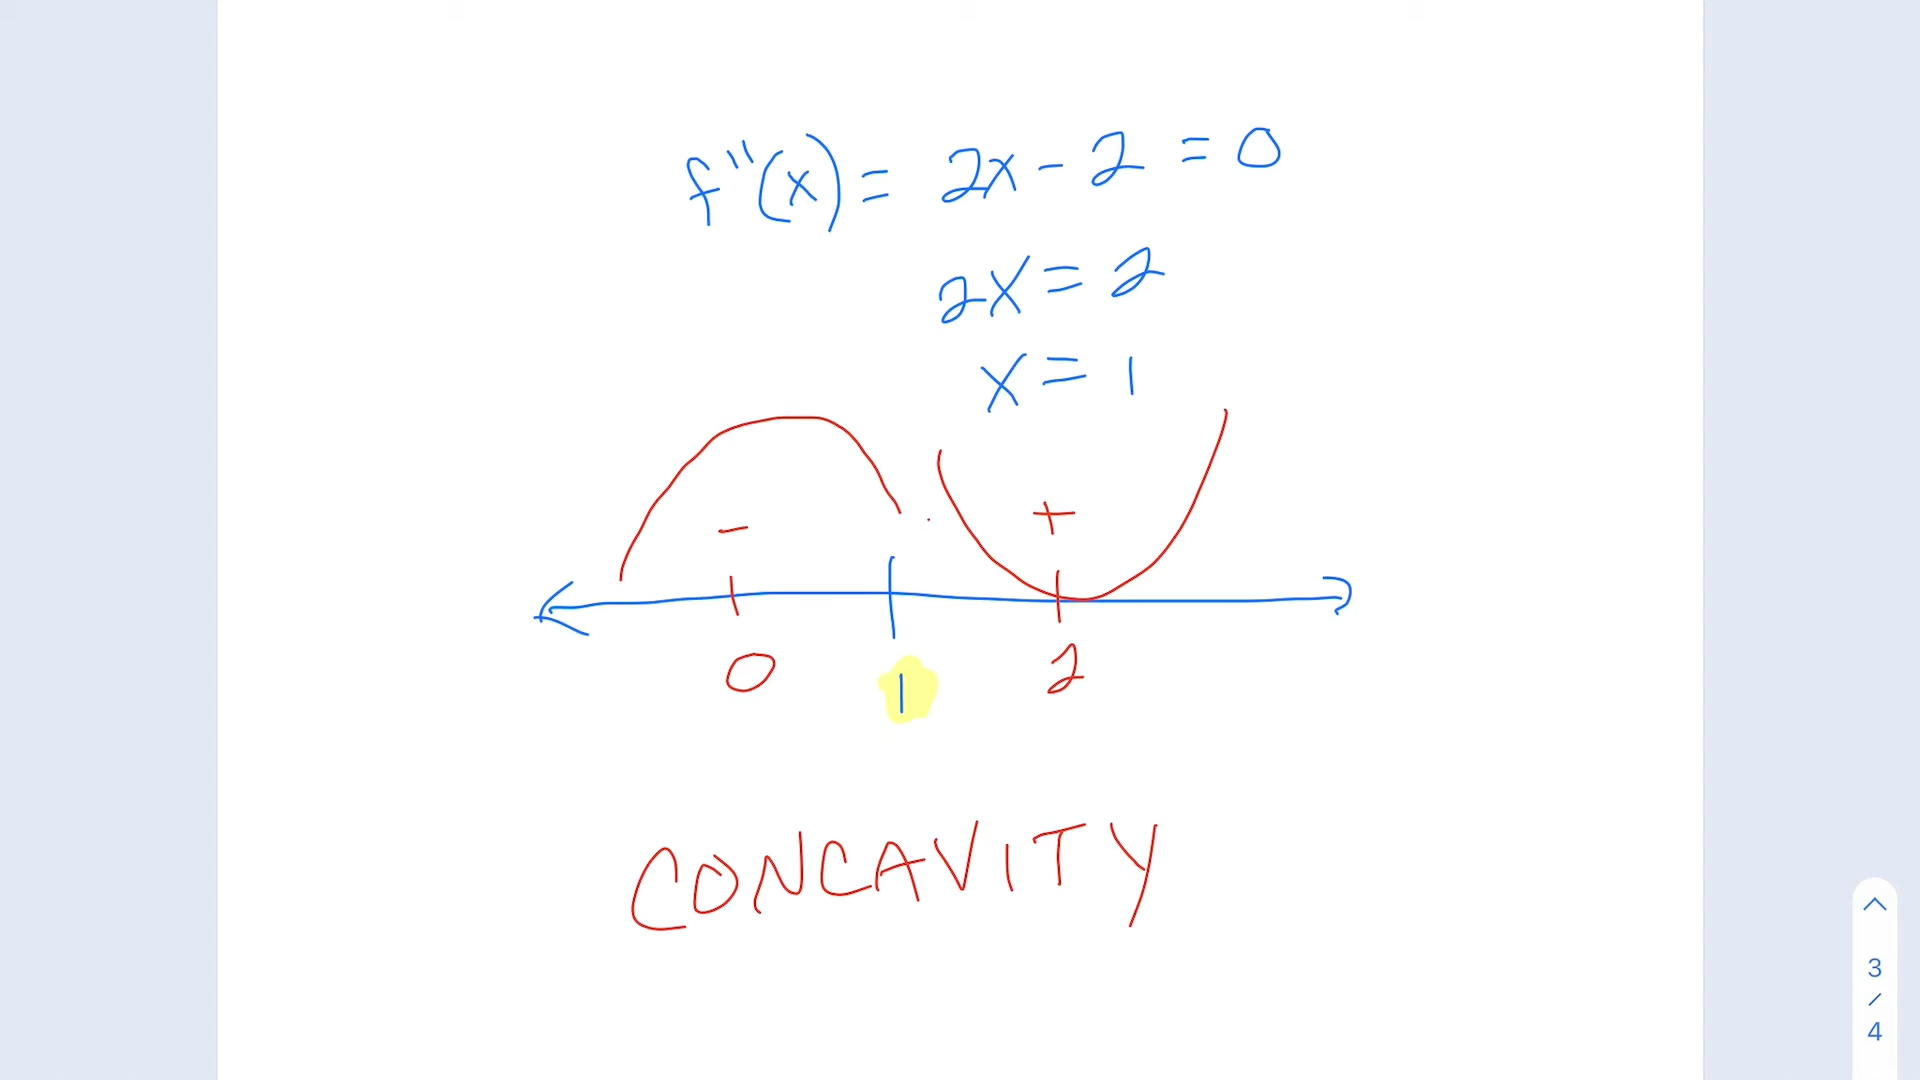 f''(x) = 2x - 2 = 0
2x = 2
x = 1
- +
0 1 2
CONCAVITY
3
/
4